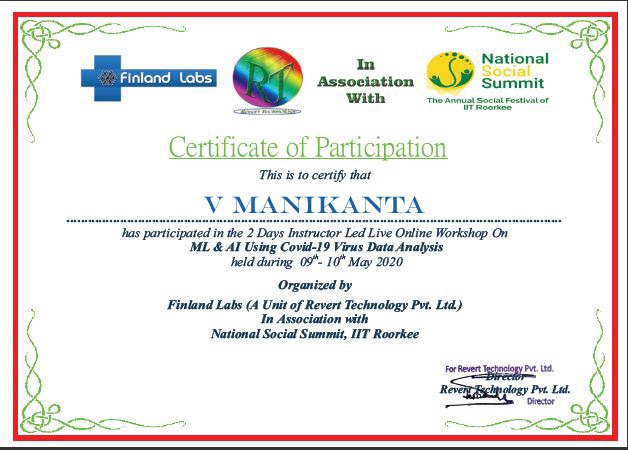 Finland Labs
RT
Revert Technology
In
Association
With
National
Social
Summit
The Annual Social Festival of
IIT Roorkee
Certificate of Participation
This is to certify that
V MANIKANTA
has participated in the 2 Days Instructor Led Live Online Workshop On
ML & AI Using Covid-19 Virus Data Analysis
held during 09th- 10th May 2020
Organized by
Finland Labs (A Unit of Revert Technology Pvt. Ltd.)
In Association with
National Social Summit, IIT Roorkee
For Revert Technology Pvt. Ltd.
Director
Revert Technology Pvt. Ltd.
Director